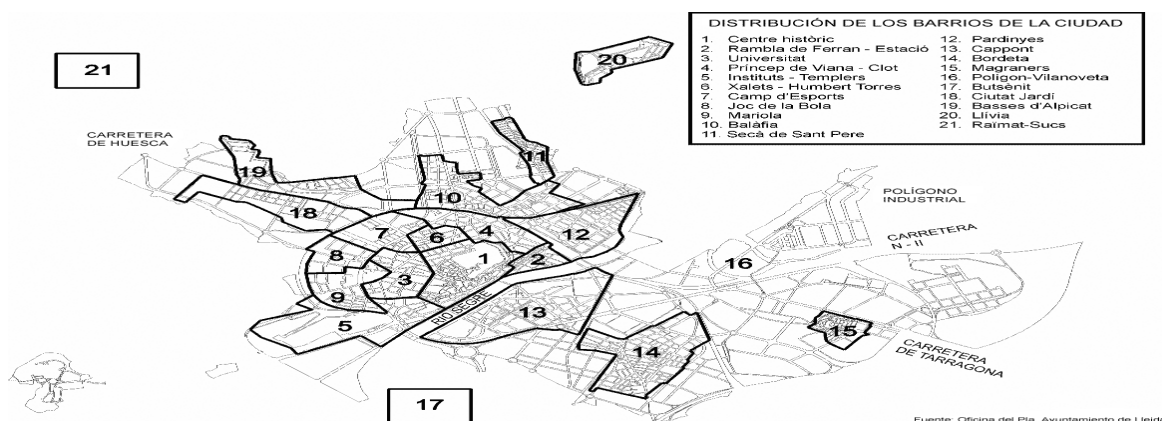 DISTRIBUCIÓN DE LOS BARRIOS DE LA CIUDAD
1. Centre històric
2. Rambla de Ferran - Estació
3. Universitat
4. Príncep de Viana - Clot
5. Instituts - Templers
6. Xalets - Humbert Torres
7. Camp d'Esports
8. Joc de la Bola
9. Mariola
10. Balàfia
11. Secà de Sant Pere
12. Pardinyes
13. Cappont
14. Bordeta
15. Magraners
16. Polígon-Vilanoveta
17. Butsènit
18. Ciutat Jardí
19. Basses d'Alpicat
20. Llívia
21. Raïmat-Sucs
21
20
CARRETERA
DE HUESCA
11
19
10
18
POLÍGONO
INDUSTRIAL
CARRETERA
N - II
7
6
4
12
8
1
2
16
3
9
RIO SEGRE
5
13
15
14
CARRETERA
DE TARRAGONA
17
Fuente: Oficina del Pla. Ayuntamiento de Lleida